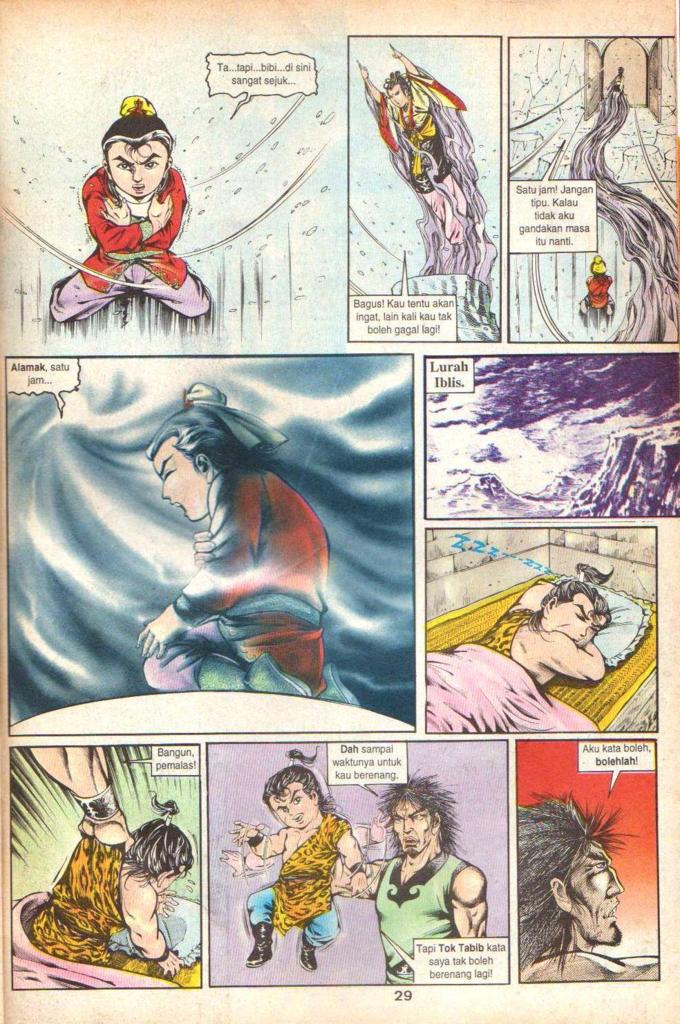 Ta...tapi...bibi...di sini
sangat sejuk...
Bagus! Kau tentu akan
ingat, lain kali kau tak
boleh gagal lagi!
Satu jam! Jangan
tipu. Kalau
tidak aku
gandakan masa
itu nanti.
Alamak, satu
jam...
Lurah
Iblis.
ZZZ...ZZZ
Bangun,
pemalas!
Dah sampai
waktunya untuk
kau berenang.
Tapi Tok Tabib kata
saya tak boleh
berenang lagi!
Aku kata boleh,
bolehlah!
29